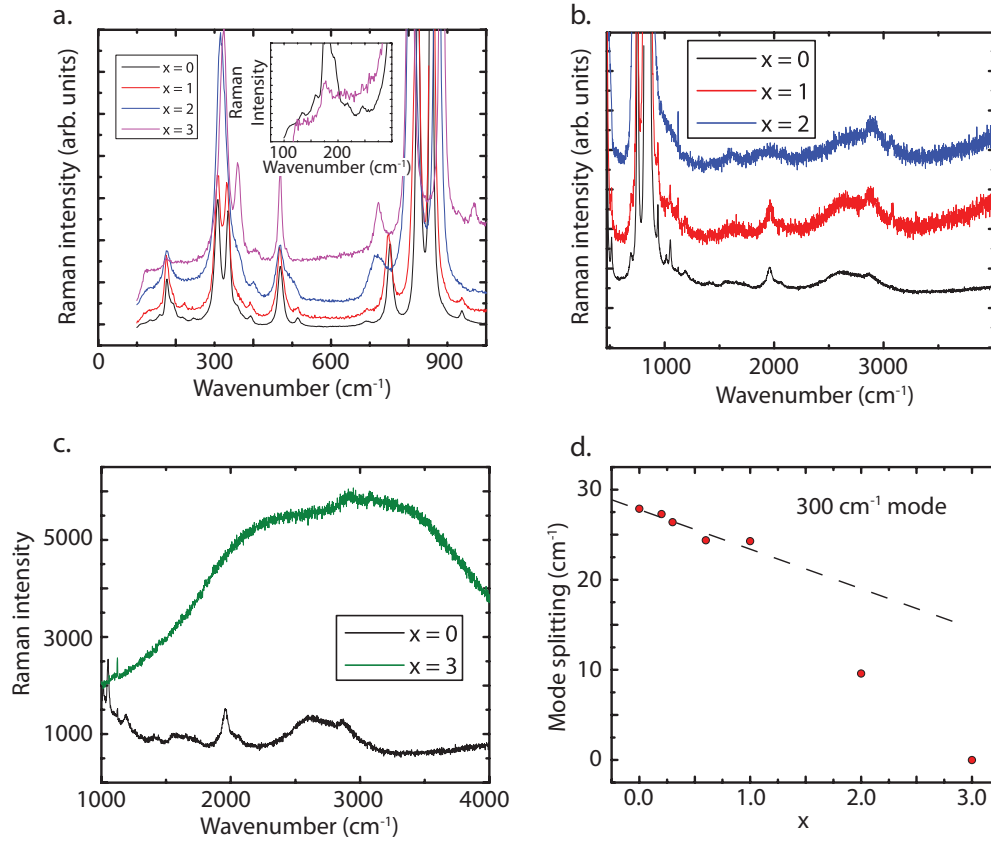 a.
Raman intensity (arb. units)
x = 0
x = 1
x = 2
x = 3
Raman
Intensity
100 200
Wavenumber (cm⁻¹)
0 300 600 900
Wavenumber (cm⁻¹)
b.
Raman intensity (arb. units)
x = 0
x = 1
x = 2
1000 2000 3000
Wavenumber (cm⁻¹)
c.
Raman intensity
5000
3000
1000
x = 0
x = 3
1000 2000 3000 4000
Wavenumber (cm⁻¹)
d.
Mode splitting (cm⁻¹)
30
20
10
0
300 cm⁻¹ mode
0.0 1.0 2.0 3.0
x